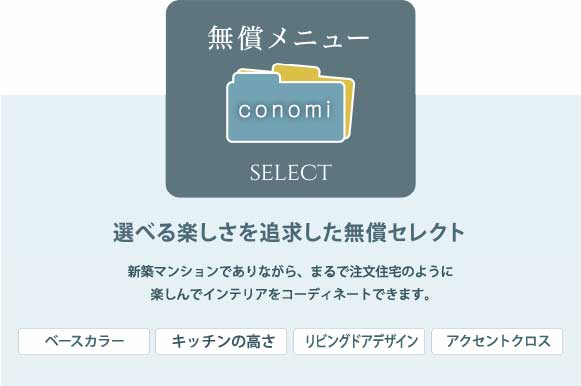 無償メニュー
conomi
SELECT
選べる楽しさを追求した無償セレクト
新築マンションでありながら、まるで注文住宅のように
楽しんでインテリアをコーディネートできます。
ベースカラー
キッチンの高さ
リビングドアデザイン
アクセントクロス